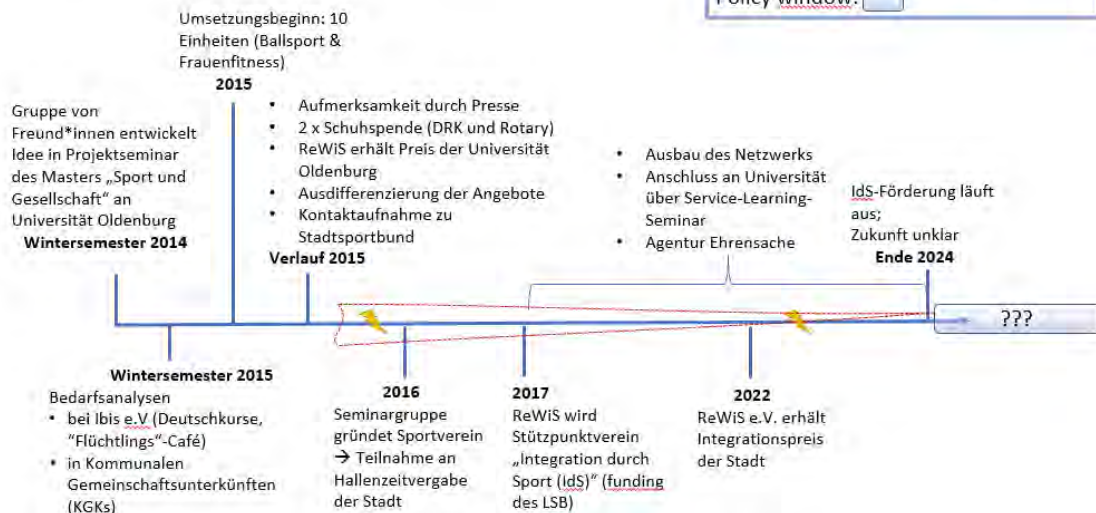 Policy window:
Umsetzungsbeginn: 10
Einheiten (Ballsport &
Frauenfitness)
2015
Gruppe von
Freund*innen entwickelt
Idee in Projektseminar
des Masters „Sport und
Gesellschaft“ an
Universität Oldenburg
Wintersemester 2014
• Aufmerksamkeit durch Presse
• 2 x Schuhspende (DRK und Rotary)
• ReWiS erhält Preis der Universität
Oldenburg
• Ausdifferenzierung der Angebote
• Kontaktaufnahme zu
Stadtsportbund
Verlauf 2015
• Ausbau des Netzwerks
• Anschluss an Universität
über Service-Learning-
Seminar
• Agentur Ehrensache
IdS-Förderung läuft
aus;
Zukunft unklar
Ende 2024
???
Wintersemester 2015
Bedarfsanalysen
• bei Ibis e.V (Deutschkurse,
"Flüchtlings"-Café)
• in Kommunalen
Gemeinschaftsunterkünften
(KGKs)
2016
Seminargruppe
gründet Sportverein
→ Teilnahme an
Hallenzeitvergabe
der Stadt
2017
ReWiS wird
Stützpunktverein
„Integration durch
Sport (IdS)“ (funding
des LSB)
2022
ReWiS e.V. erhält
Integrationspreis
der Stadt